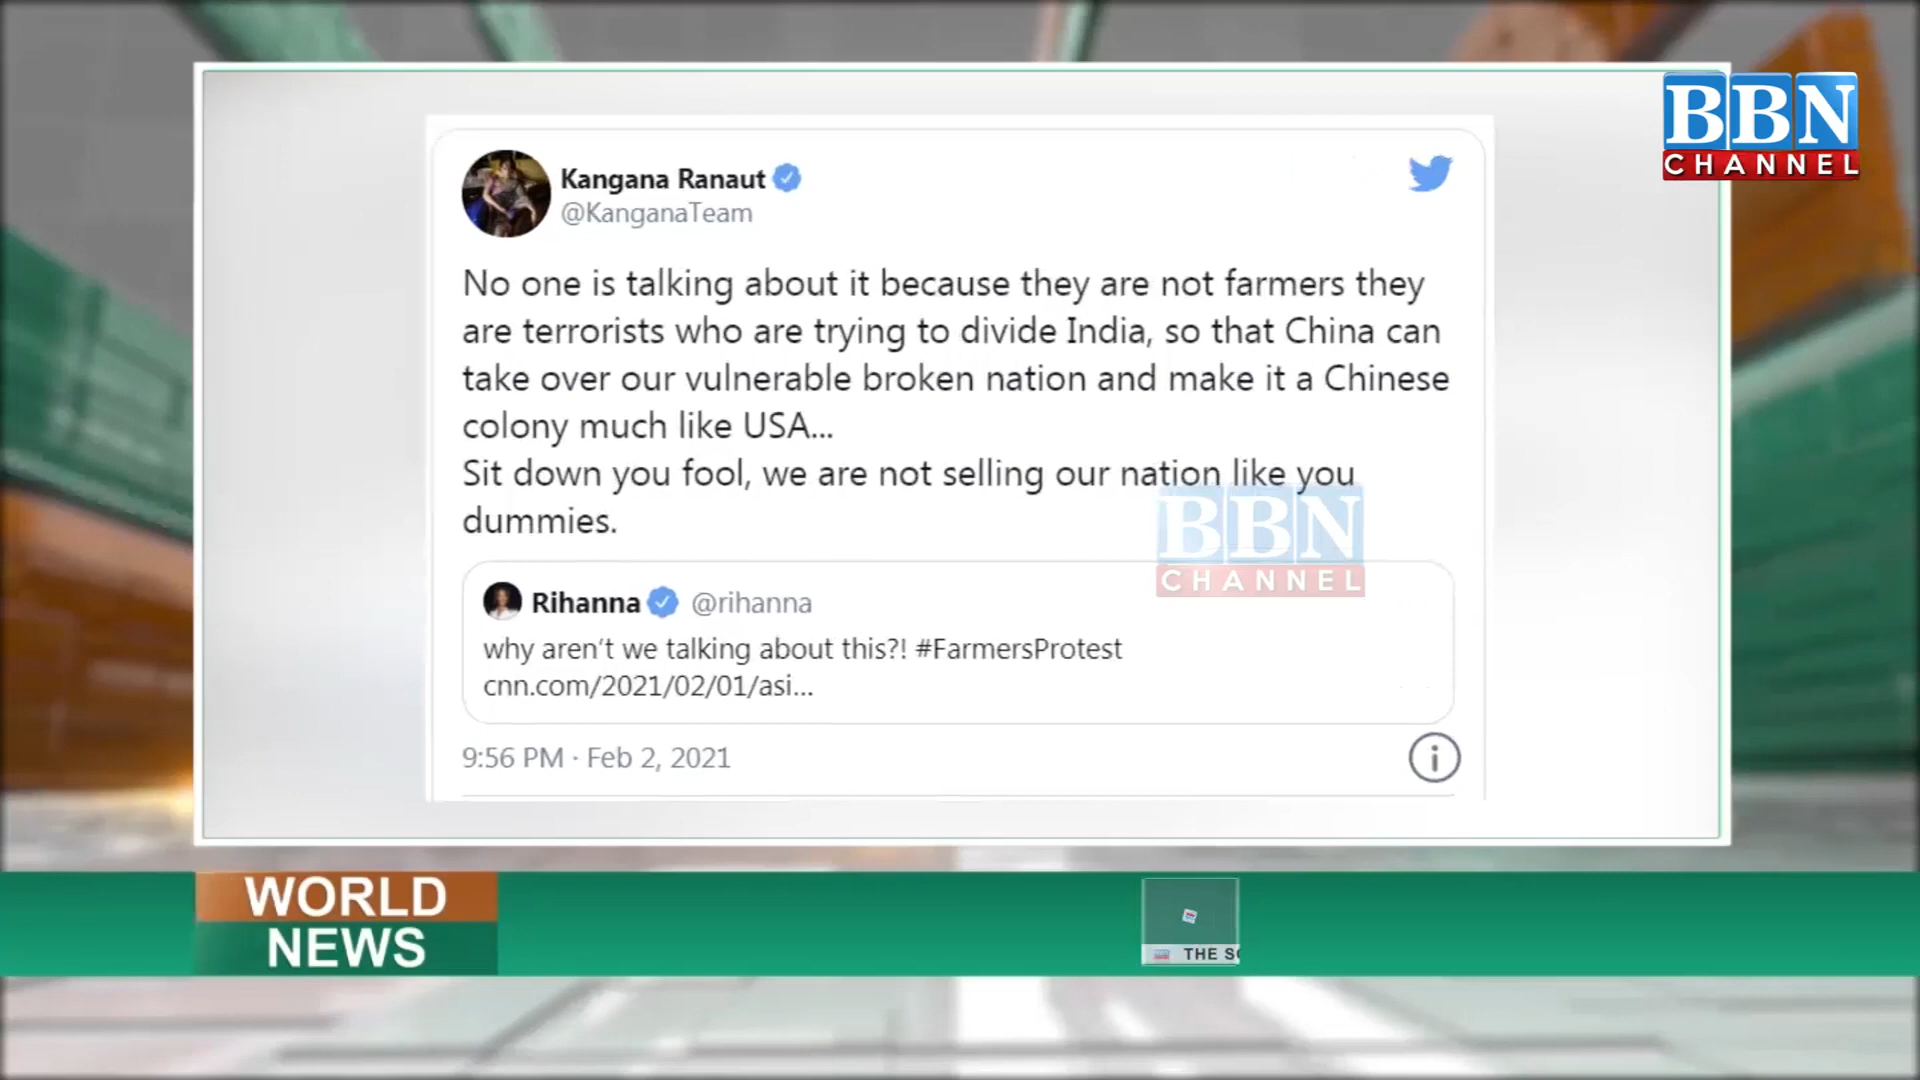 BBN
CHANNEL
Kangana Ranaut
@KanganaTeam
No one is talking about it because they are not farmers they
are terrorists who are trying to divide India, so that China can
take over our vulnerable broken nation and make it a Chinese
colony much like USA...
Sit down you fool, we are not selling our nation like you
dummies.
BBN
CHANNEL
Rihanna @rihanna
why aren't we talking about this?! #FarmersProtest
cnn.com/2021/02/01/asi...
9:56 PM · Feb 2, 2021
WORLD
NEWS
THE